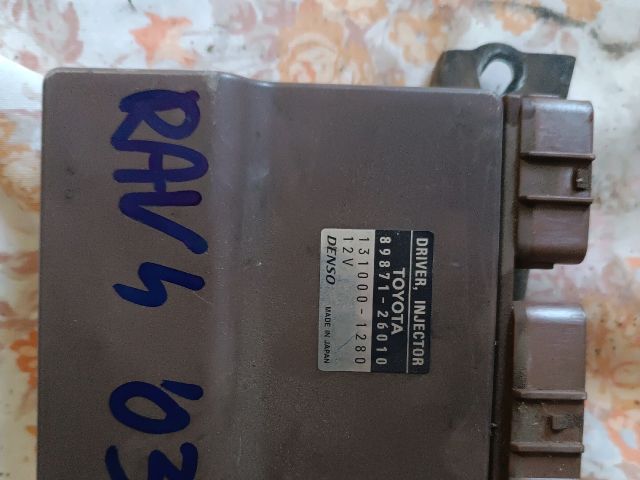 RAV 4
'03
DRIVER, INJECTOR
TOYOTA
89871-26010
131000-1280
12V
DENSO MADE IN JAPAN